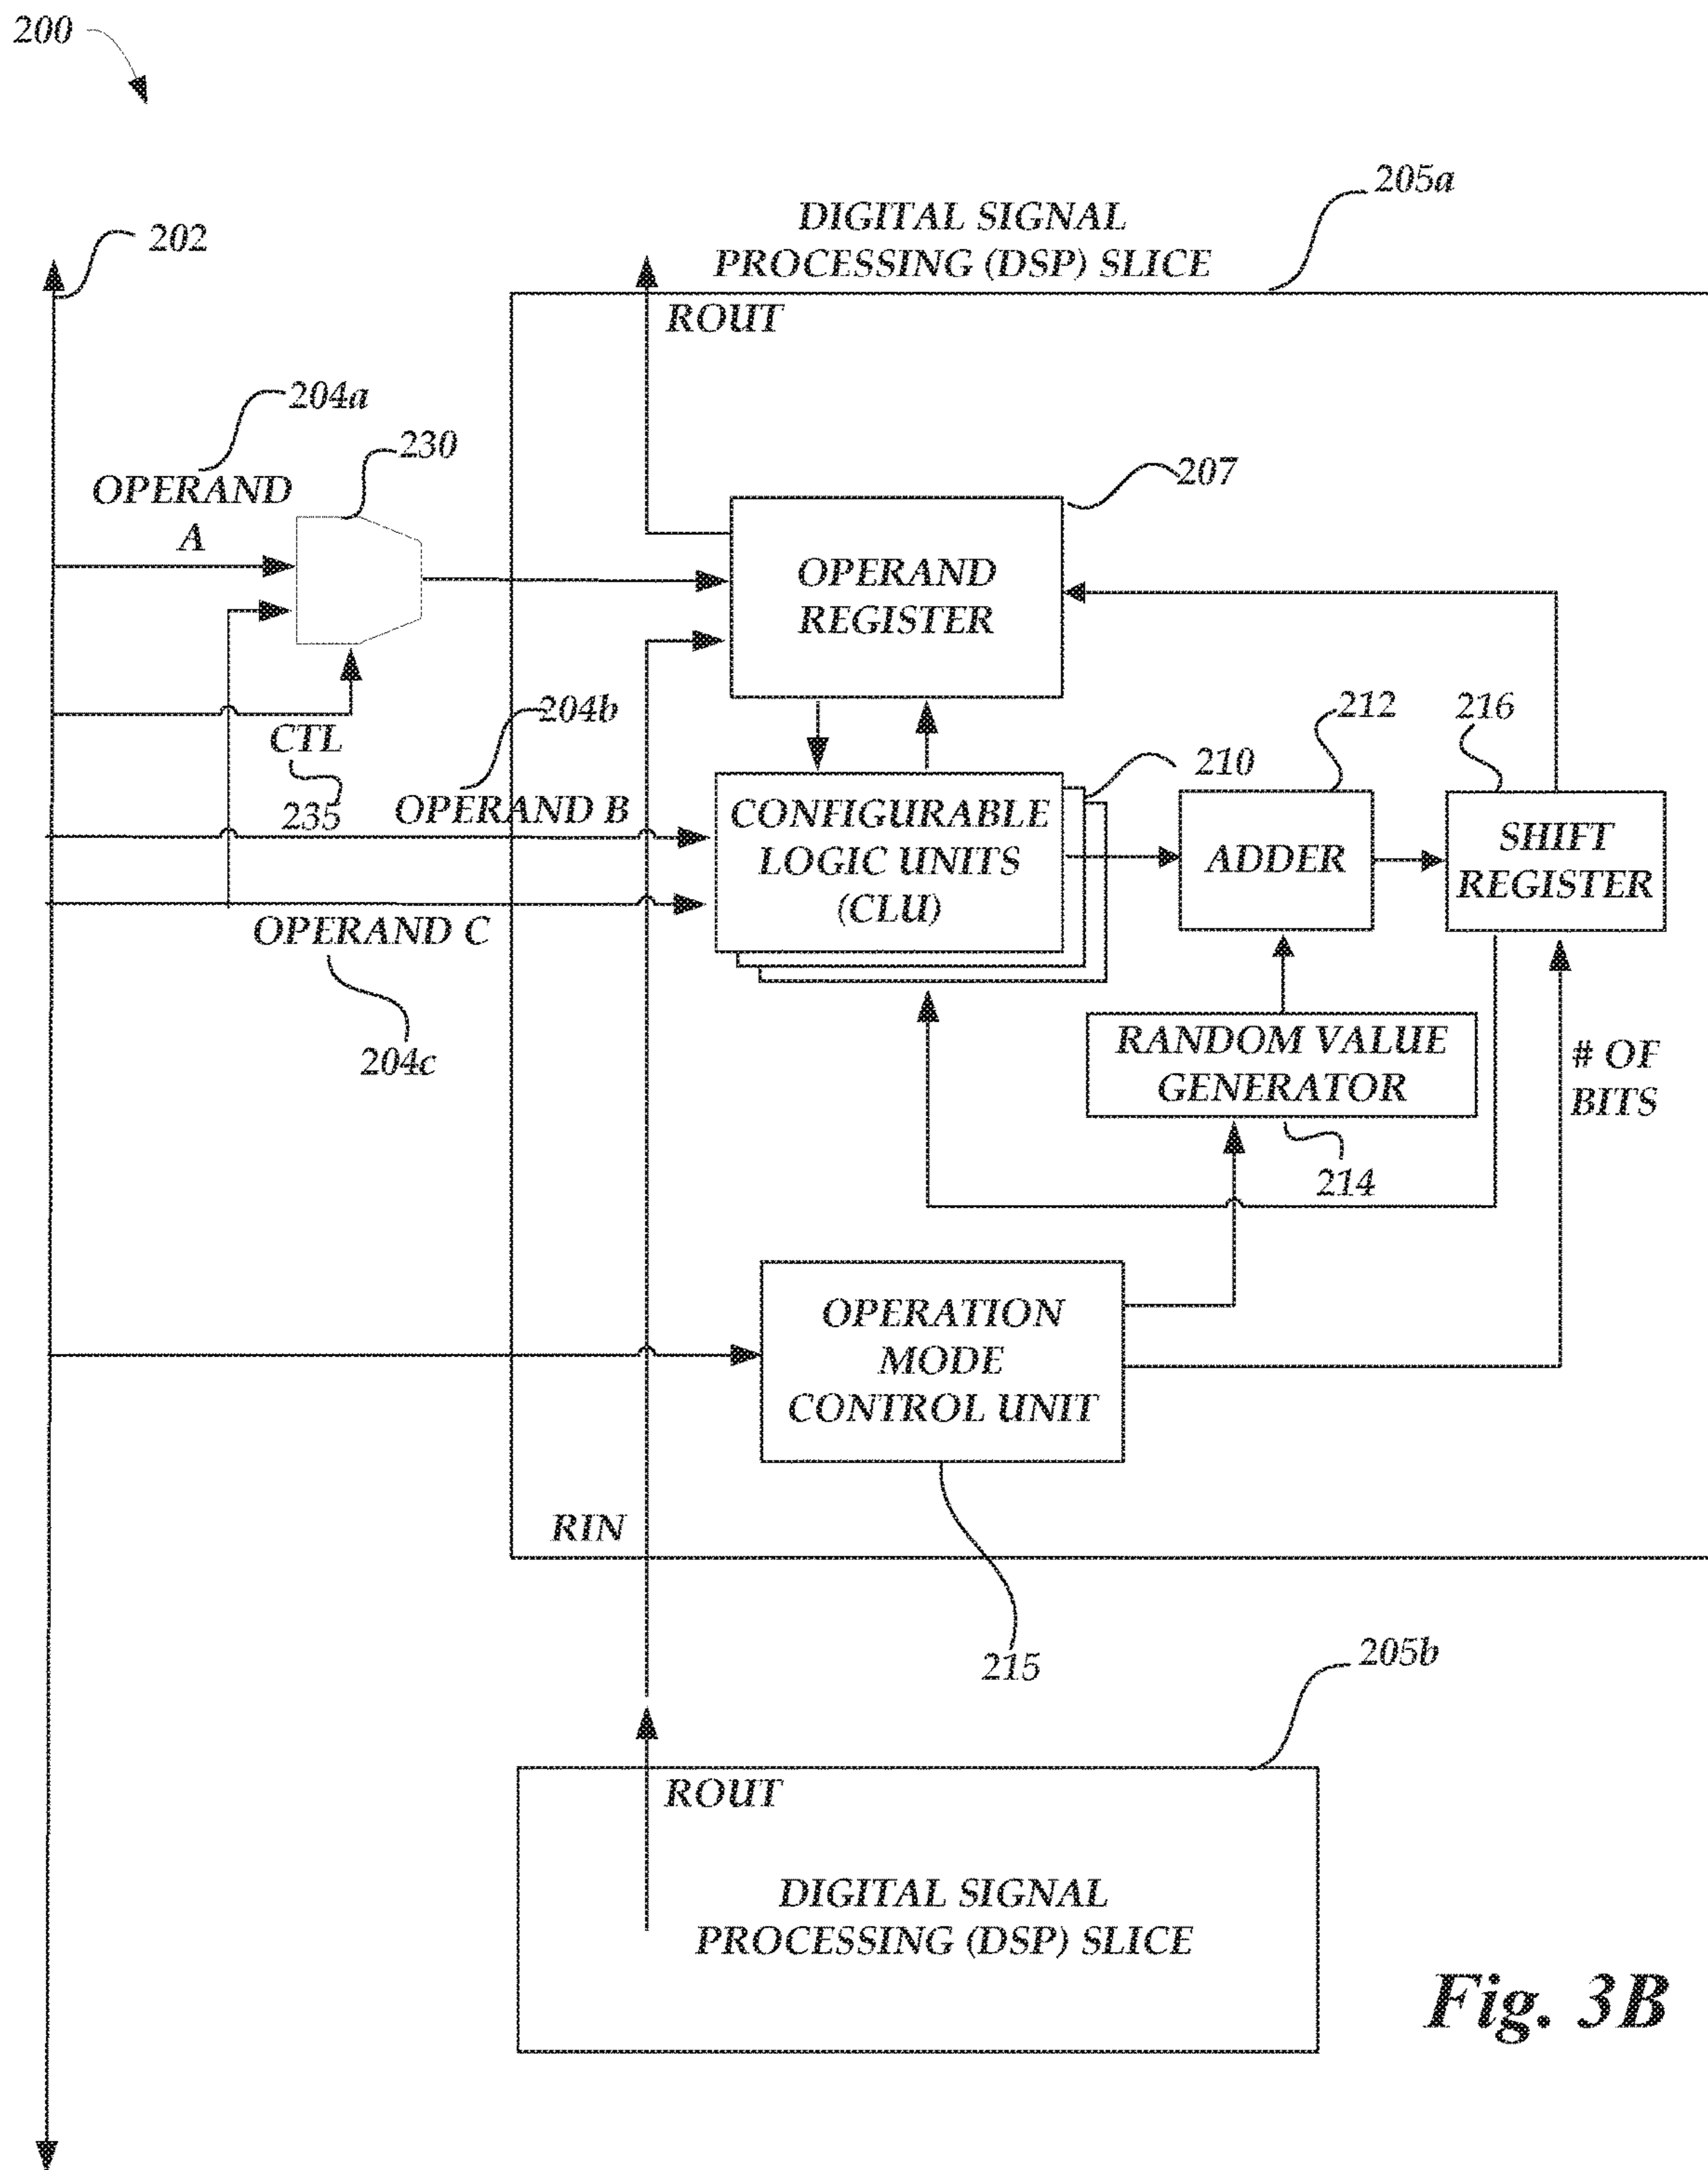 200
205a
DIGITAL SIGNAL
PROCESSING (DSP) SLICE
202
ROUT
204a
230
OPERAND
A
207
OPERAND
REGISTER
204b
212
216
CTL
235
210
OPERAND B
CONFIGURABLE
LOGIC UNITS
(CLU)
ADDER
SHIFT
REGISTER
OPERAND C
204c
RANDOM VALUE
GENERATOR
# OF
BITS
214
OPERATION
MODE
CONTROL UNIT
RIN
215
205b
ROUT
DIGITAL SIGNAL
PROCESSING (DSP) SLICE
Fig. 3B